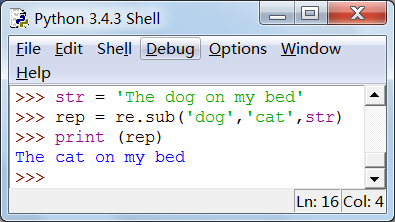 Python 3.4.3 Shell
File Edit Shell Debug Options Window
Help
>>> str = 'The dog on my bed'
>>> rep = re.sub('dog','cat',str)
>>> print (rep)
The cat on my bed
>>>
Ln: 16 Col: 4